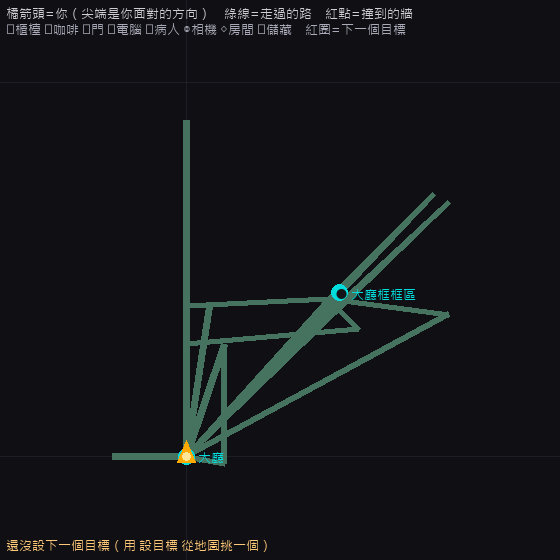 橘箭頭=你（尖端是你面對的方向） 綠線=走過的路 紅點=撞到的牆
▯櫃檯 ▯咖啡 ▯門 ▯電腦 ▯病人 ⌾相機 ◇房間 ▯儲藏 紅圈=下一個目標
大廳框框區
大廳
還沒設下一個目標（用 設目標 從地圖挑一個）